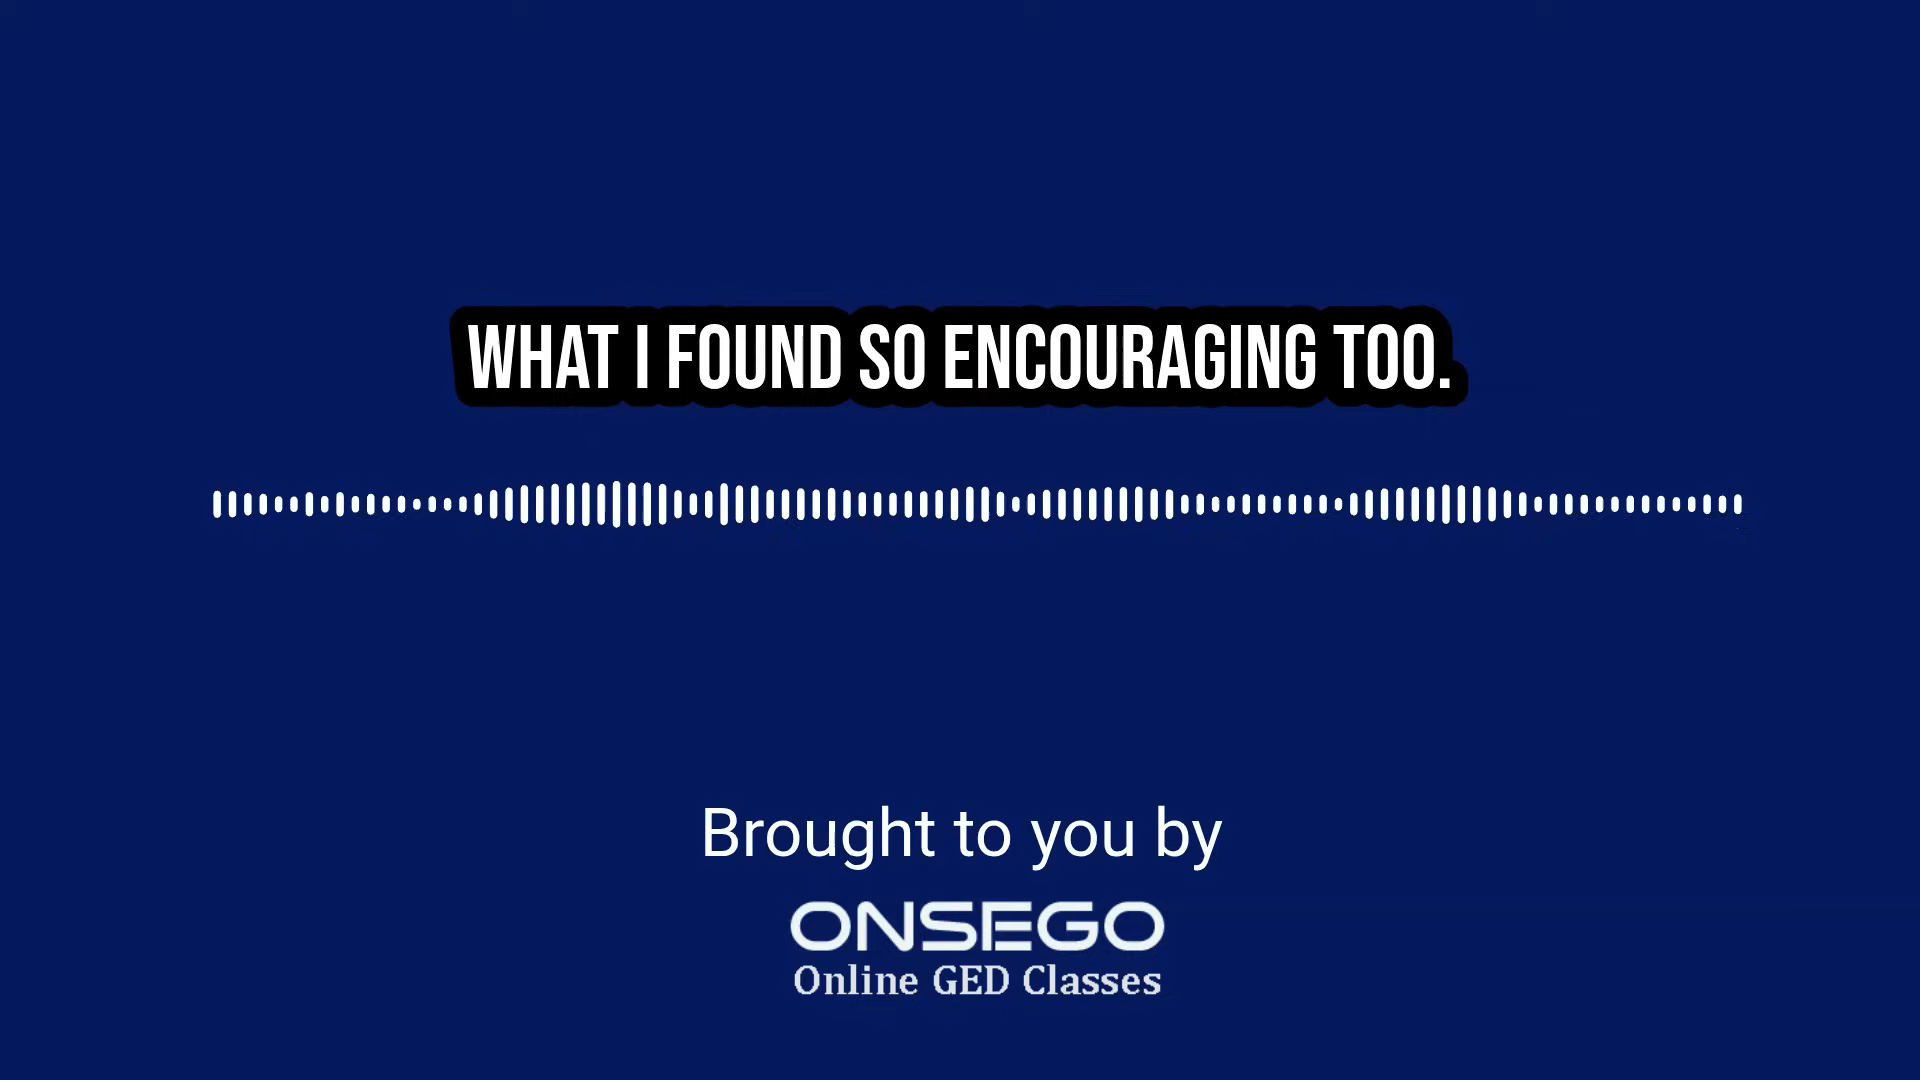 WHAT I FOUND SO ENCOURAGING TOO.
Brought to you by
ONSEGO
Online GED Classes